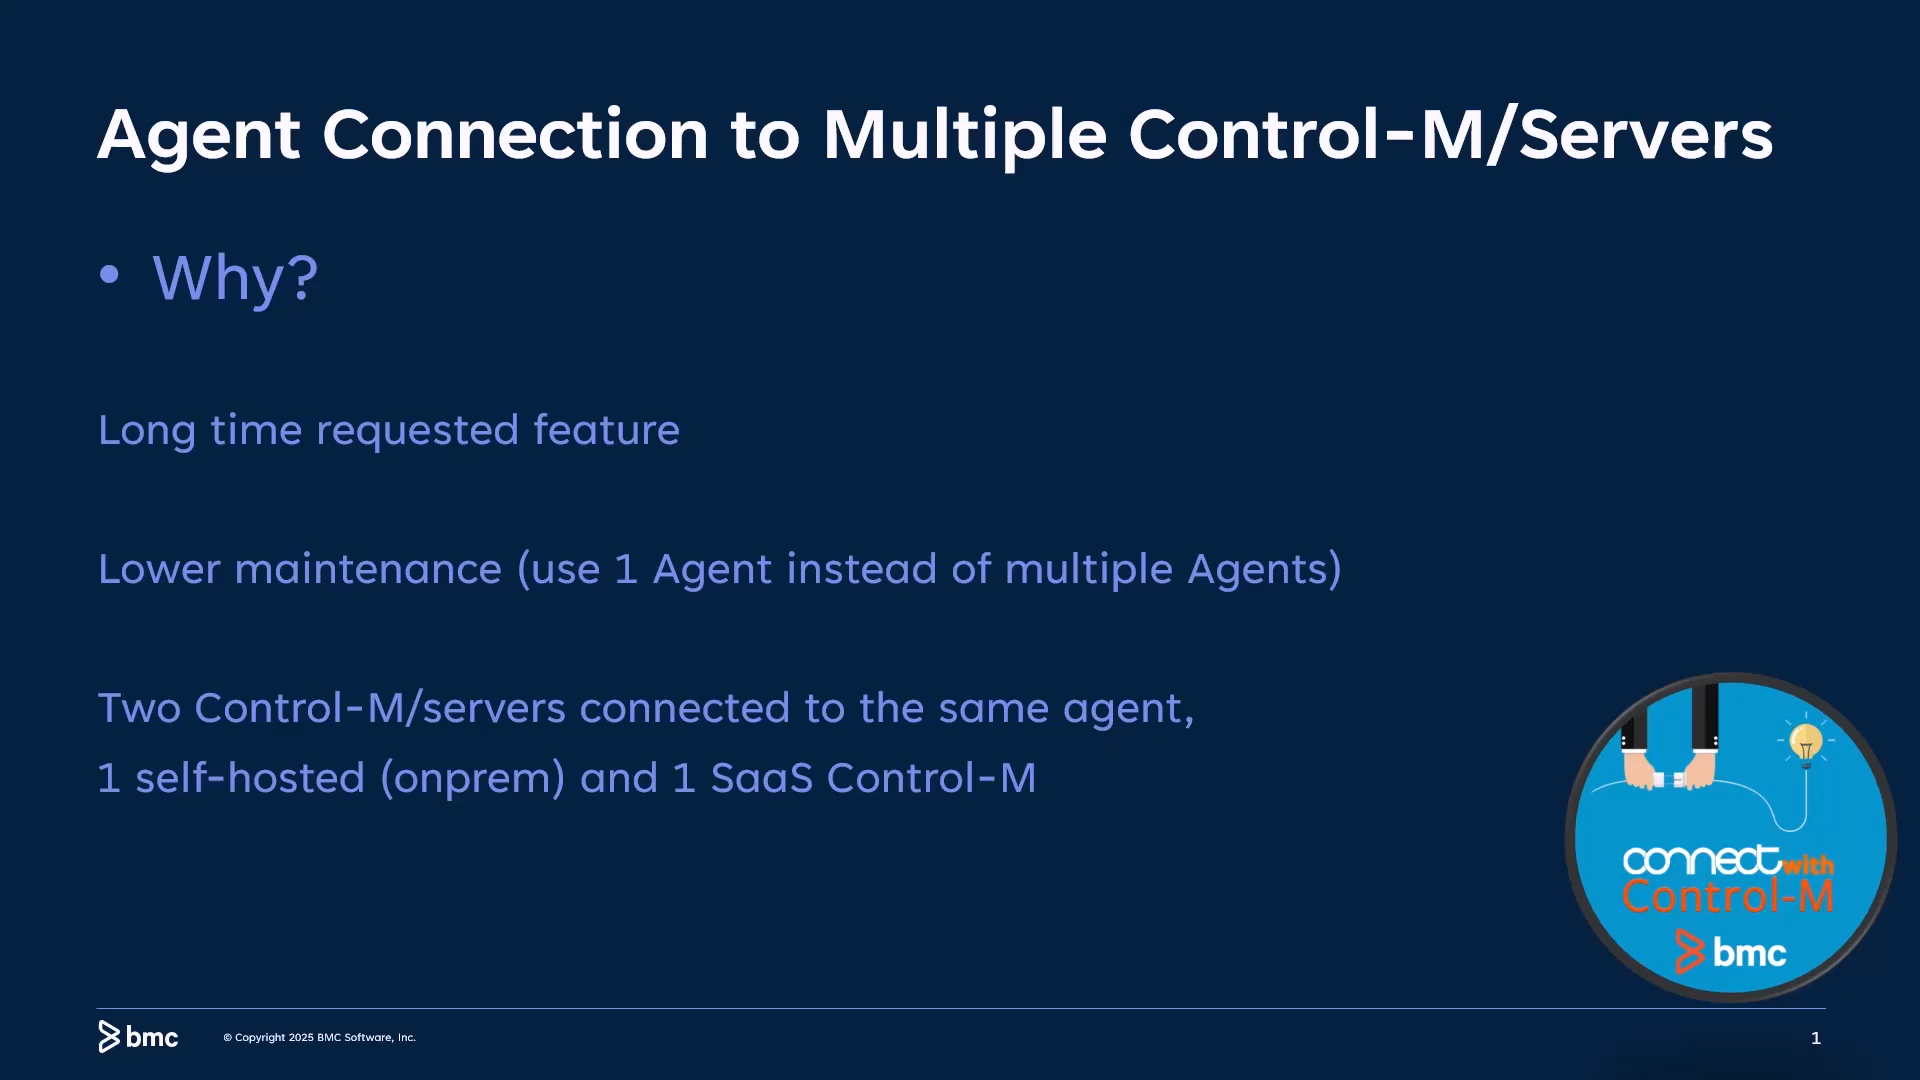 Agent Connection to Multiple Control-M/Servers
• Why?
Long time requested feature
Lower maintenance (use 1 Agent instead of multiple Agents)
Two Control-M/servers connected to the same agent,
1 self-hosted (onprem) and 1 SaaS Control-M
connect with
Control-M
bmc
bmc
© Copyright 2025 BMC Software, Inc.
1